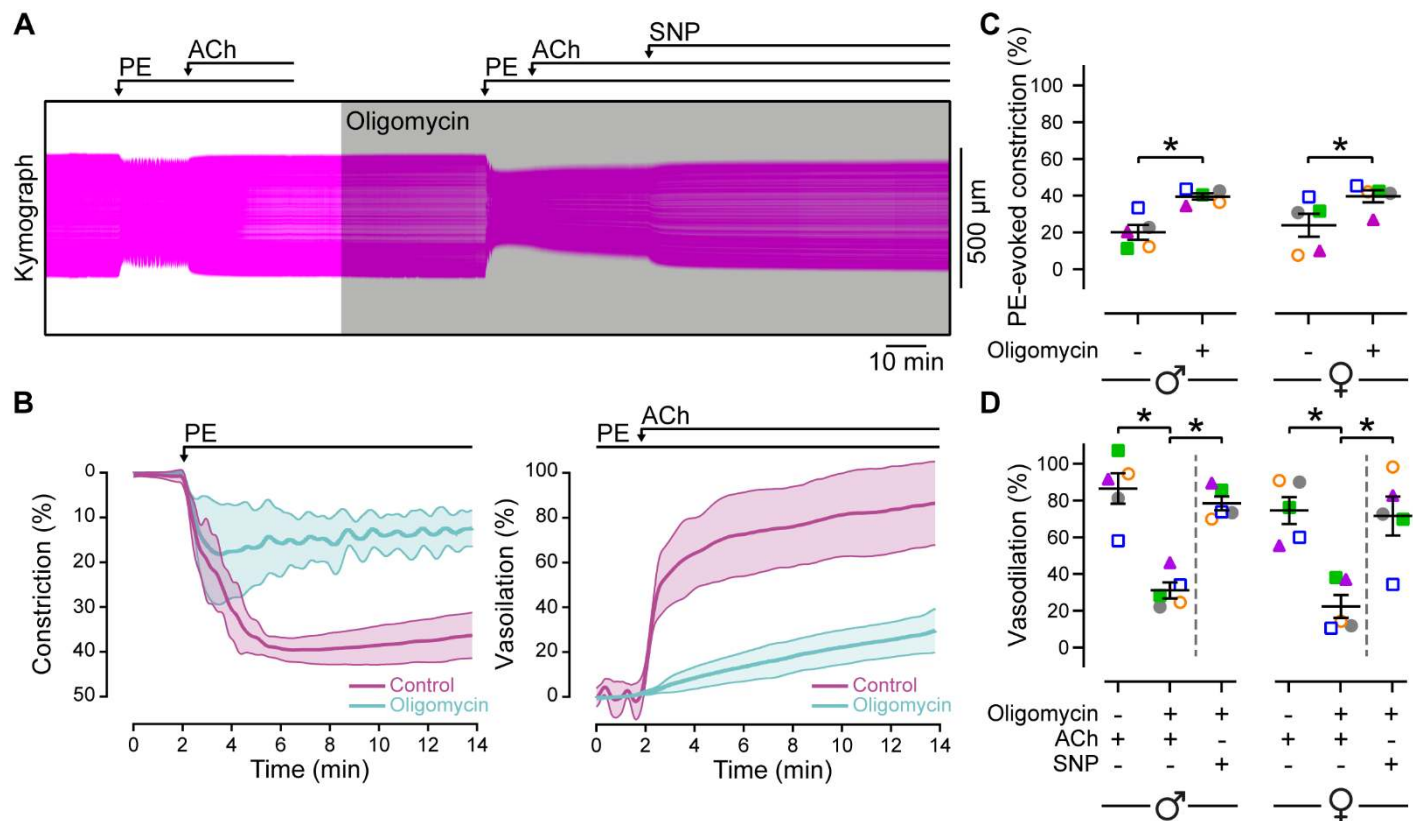 A
SNP
ACh
ACh
PE
PE
Oligomycin
Kymograph
500 µm
10 min
B
PE
Constriction (%)
0
10
20
30
40
50
Control
Oligomycin
0 2 4 6 8 10 12 14
Time (min)
ACh
PE
Vasoilation (%)
100
80
60
40
20
0
Control
Oligomycin
0 2 4 6 8 10 12 14
Time (min)
C
PE-evoked constriction (%)
100
80
60
40
20
0
* *
Oligomycin - + - +
♂ ♀
D
Vasodilation (%)
100
80
60
40
20
0
* * * *
Oligomycin - + + - + +
ACh + + - + + -
SNP - - + - - +
♂ ♀